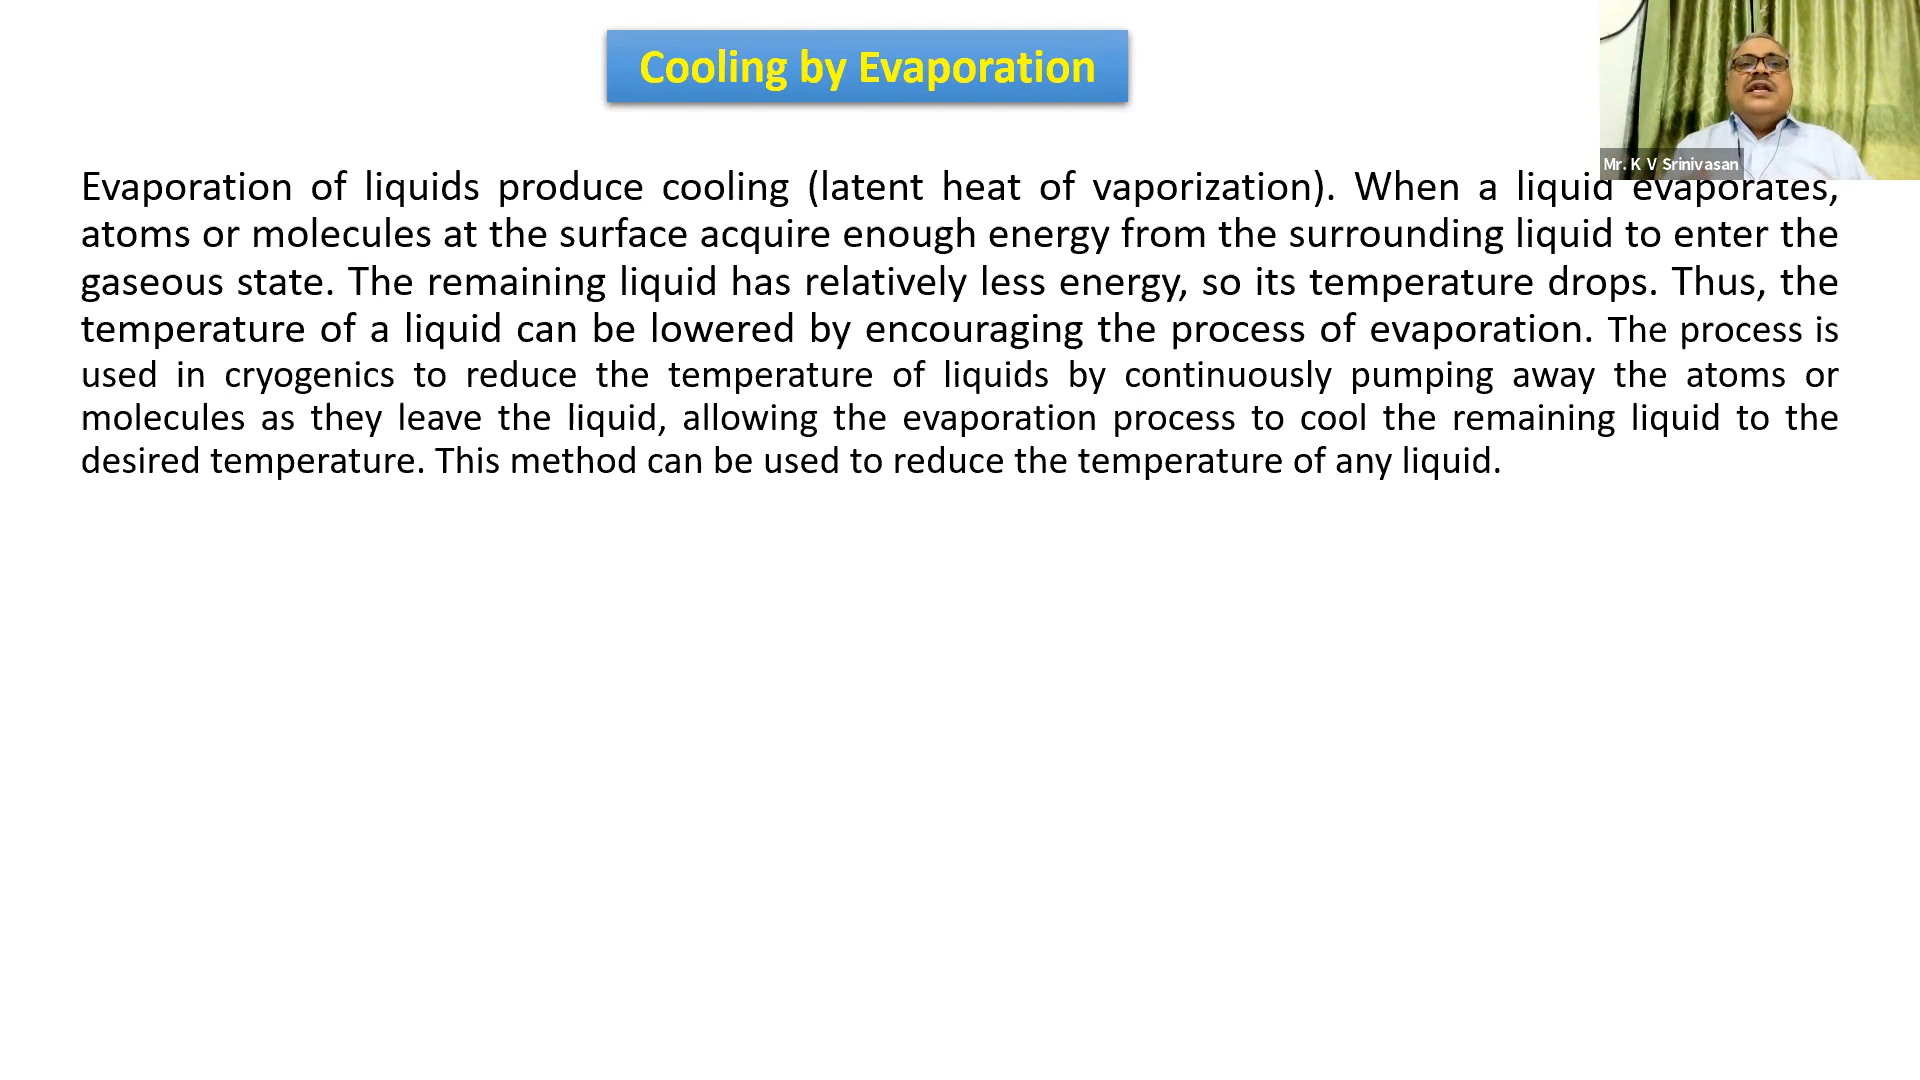 Cooling by Evaporation
Mr. K V Srinivasan
Evaporation of liquids produce cooling (latent heat of vaporization). When a liquid evaporates,
atoms or molecules at the surface acquire enough energy from the surrounding liquid to enter the
gaseous state. The remaining liquid has relatively less energy, so its temperature drops. Thus, the
temperature of a liquid can be lowered by encouraging the process of evaporation. The process is
used in cryogenics to reduce the temperature of liquids by continuously pumping away the atoms or
molecules as they leave the liquid, allowing the evaporation process to cool the remaining liquid to the
desired temperature. This method can be used to reduce the temperature of any liquid.